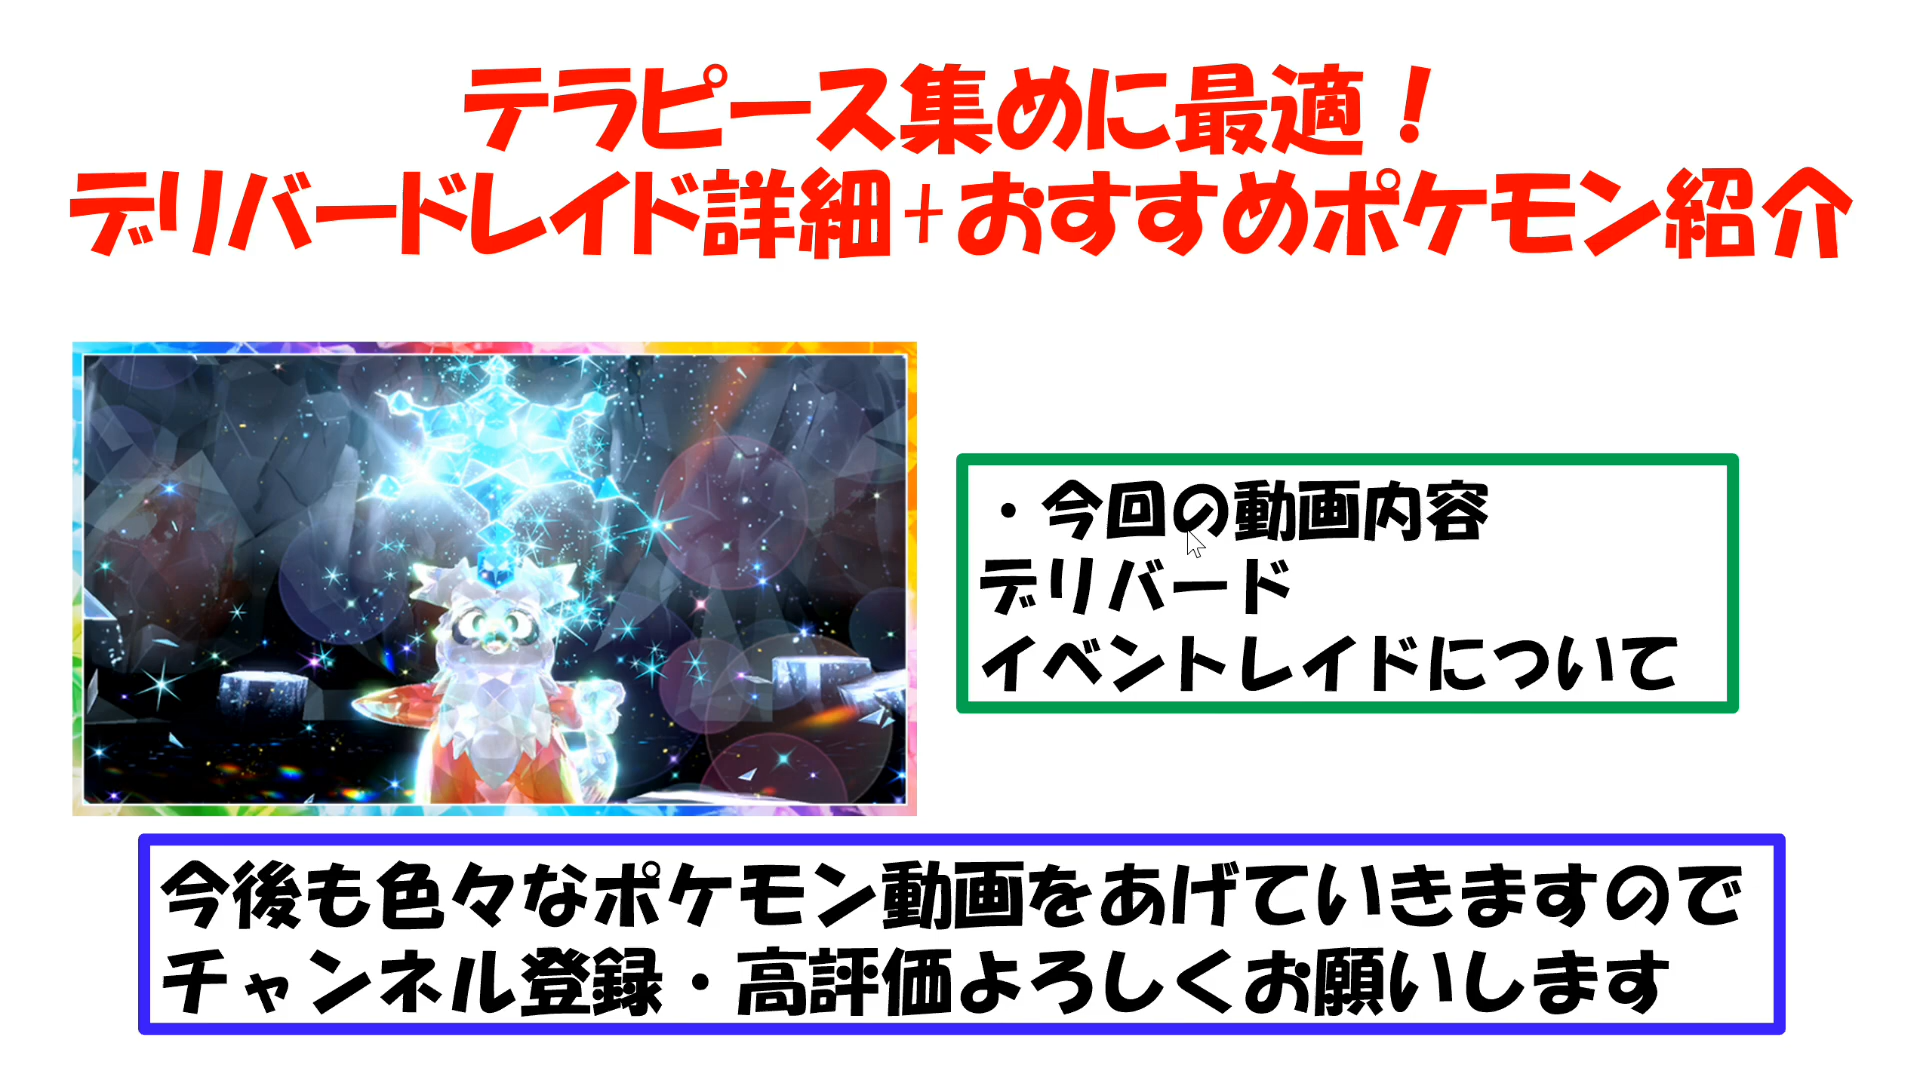 テラピース集めに最適！
デリバードレイド詳細+おすすめポケモン紹介
・今回の動画内容
デリバード
イベントレイドについて
今後も色々なポケモン動画をあげていきますので
チャンネル登録・高評価よろしくお願いします